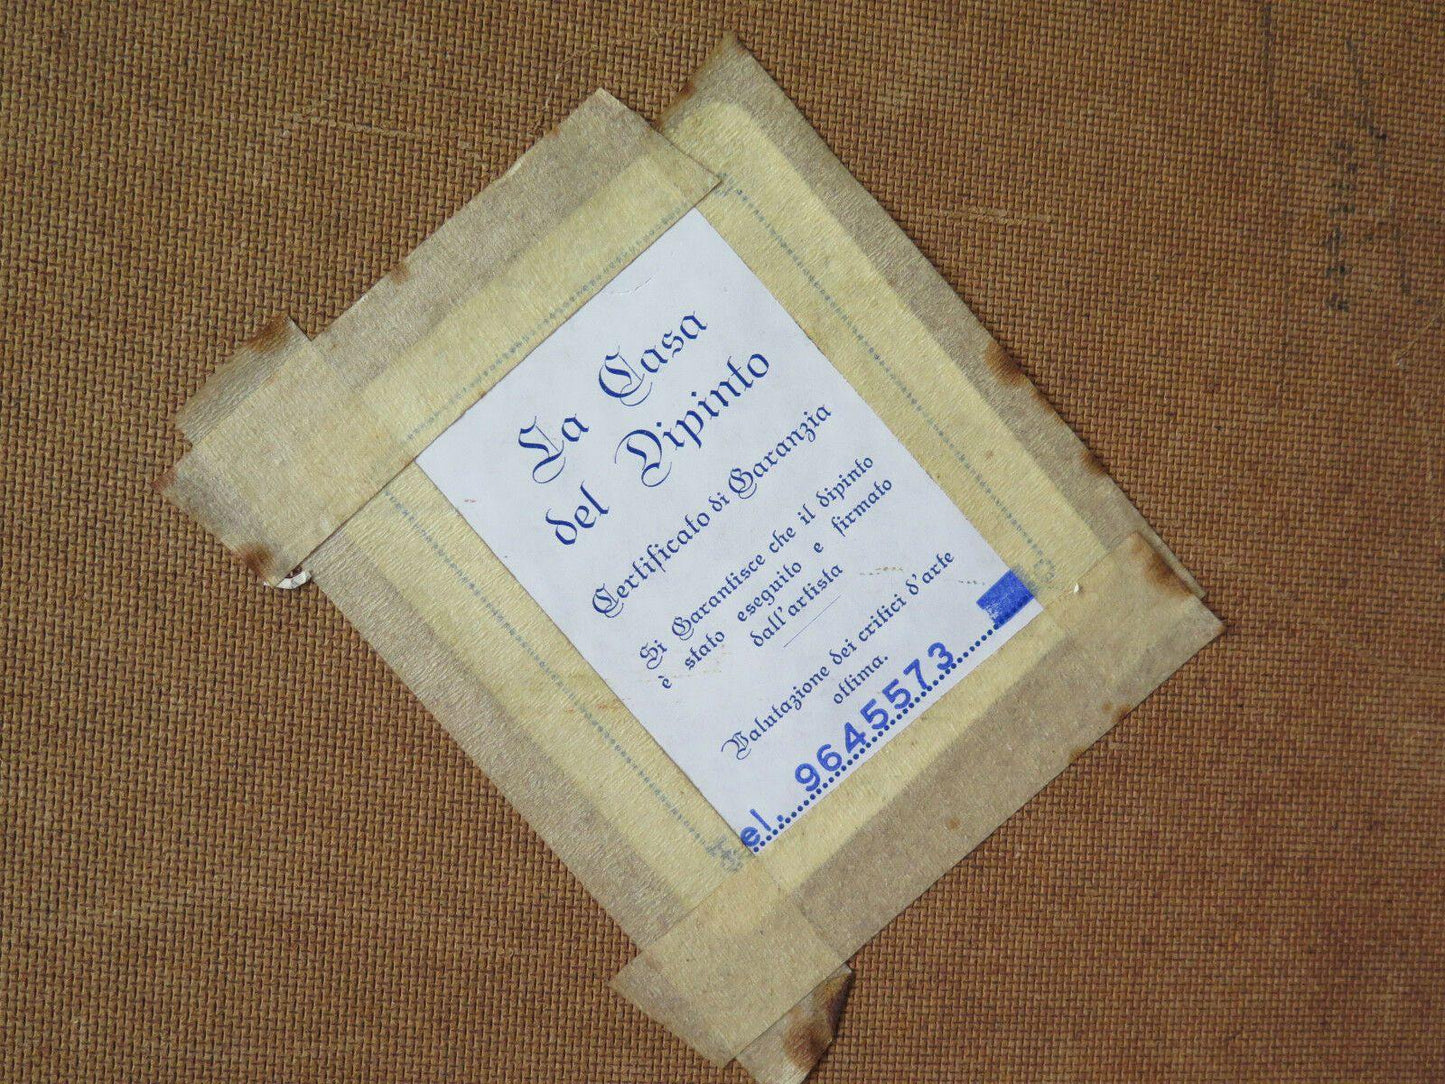 La Casa
del Dipinto
Certificato di Garanzia
Si Garantisce che il dipinto
è stato eseguito e firmato
dall'artista
Valutazione dei critici d'arte
ottima.
el. 9645573